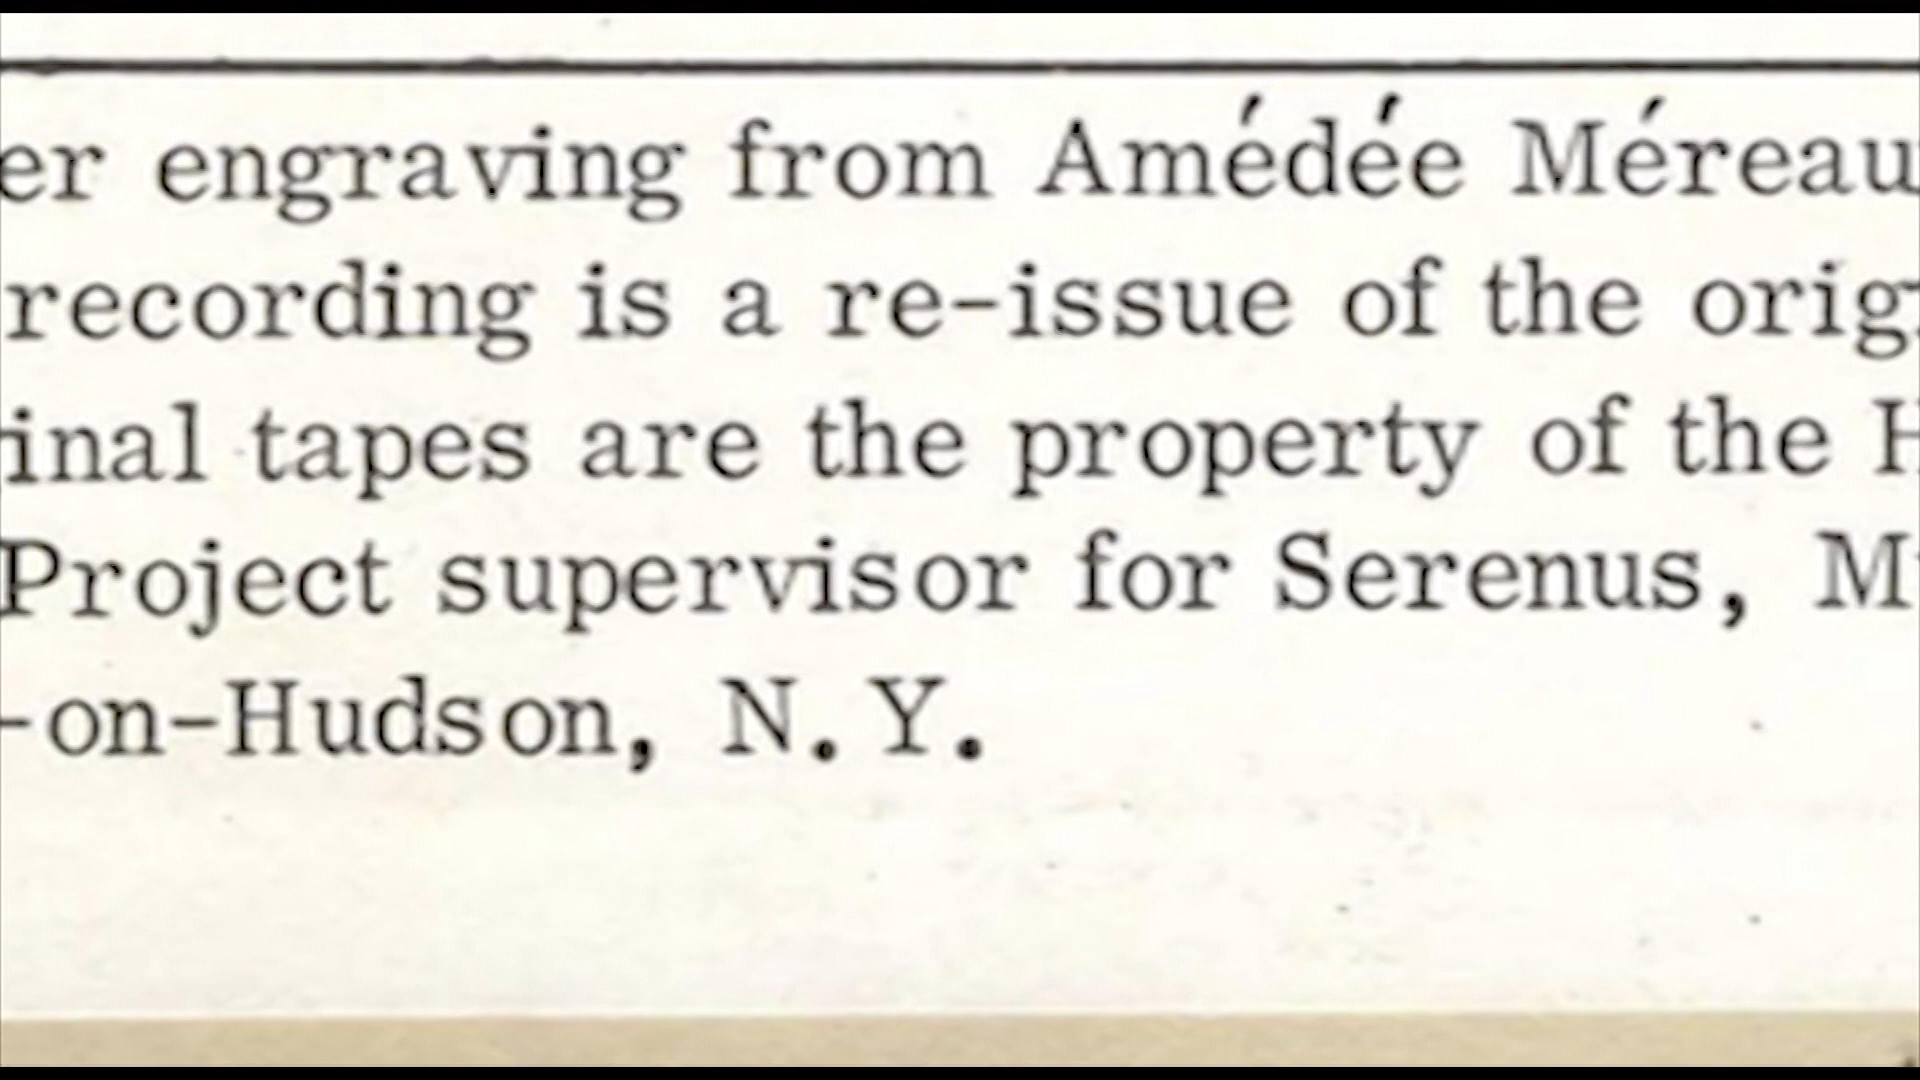 er engraving from Amédée Méreau
recording is a re-issue of the orig
inal tapes are the property of the H
Project supervisor for Serenus, M
-on-Hudson, N.Y.